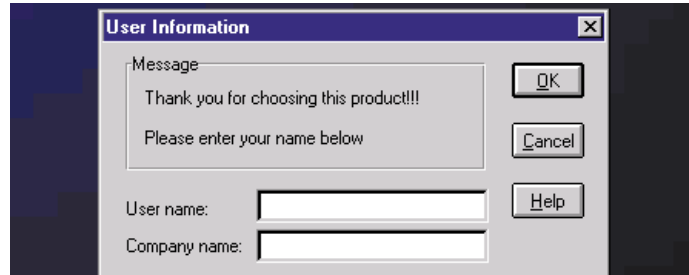 User Information
Message
Thank you for choosing this product!!!
Please enter your name below
OK
Cancel
Help
User name:
Company name: